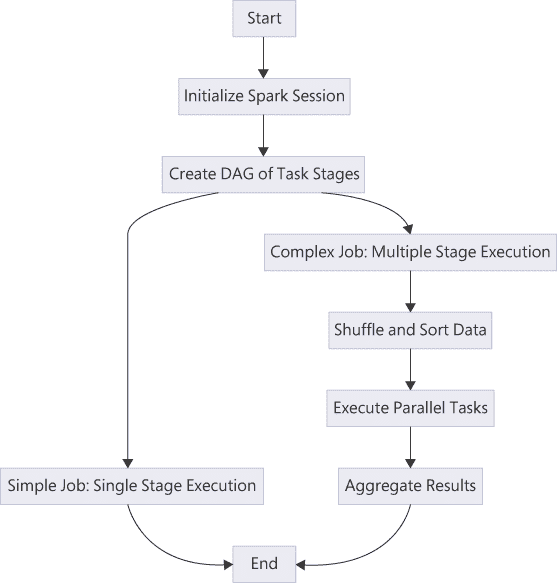 Start
Initialize Spark Session
Create DAG of Task Stages
Complex Job: Multiple Stage Execution
Shuffle and Sort Data
Execute Parallel Tasks
Simple Job: Single Stage Execution
Aggregate Results
End